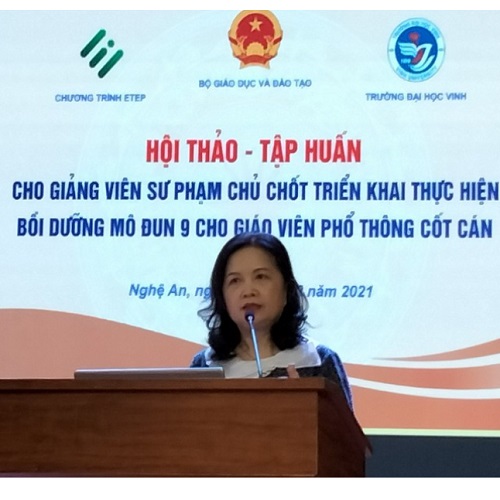 BỘ GIÁO DỤC VÀ ĐÀO TẠO
CHƯƠNG TRÌNH ETEP
TRƯỜNG ĐẠI HỌC VINH
HỘI THẢO - TẬP HUẤN
CHO GIẢNG VIÊN SƯ PHẠM CHỦ CHỐT TRIỂN KHAI THỰC HIỆN
BỒI DƯỠNG MÔ ĐUN 9 CHO GIÁO VIÊN PHỔ THÔNG CỐT CÁN
Nghệ An, năm 2021